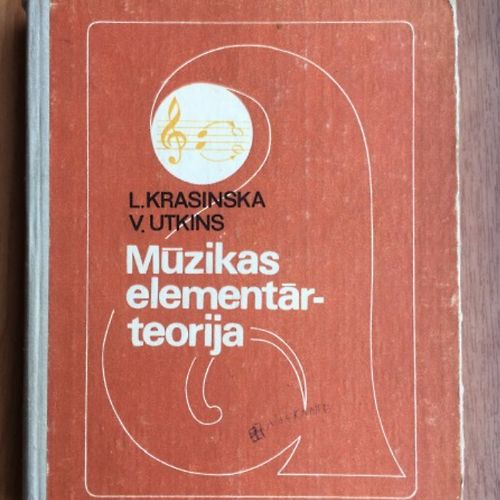 L.KRASINSKA
V.UTKINS
Mūzikas
elementār-
teorija